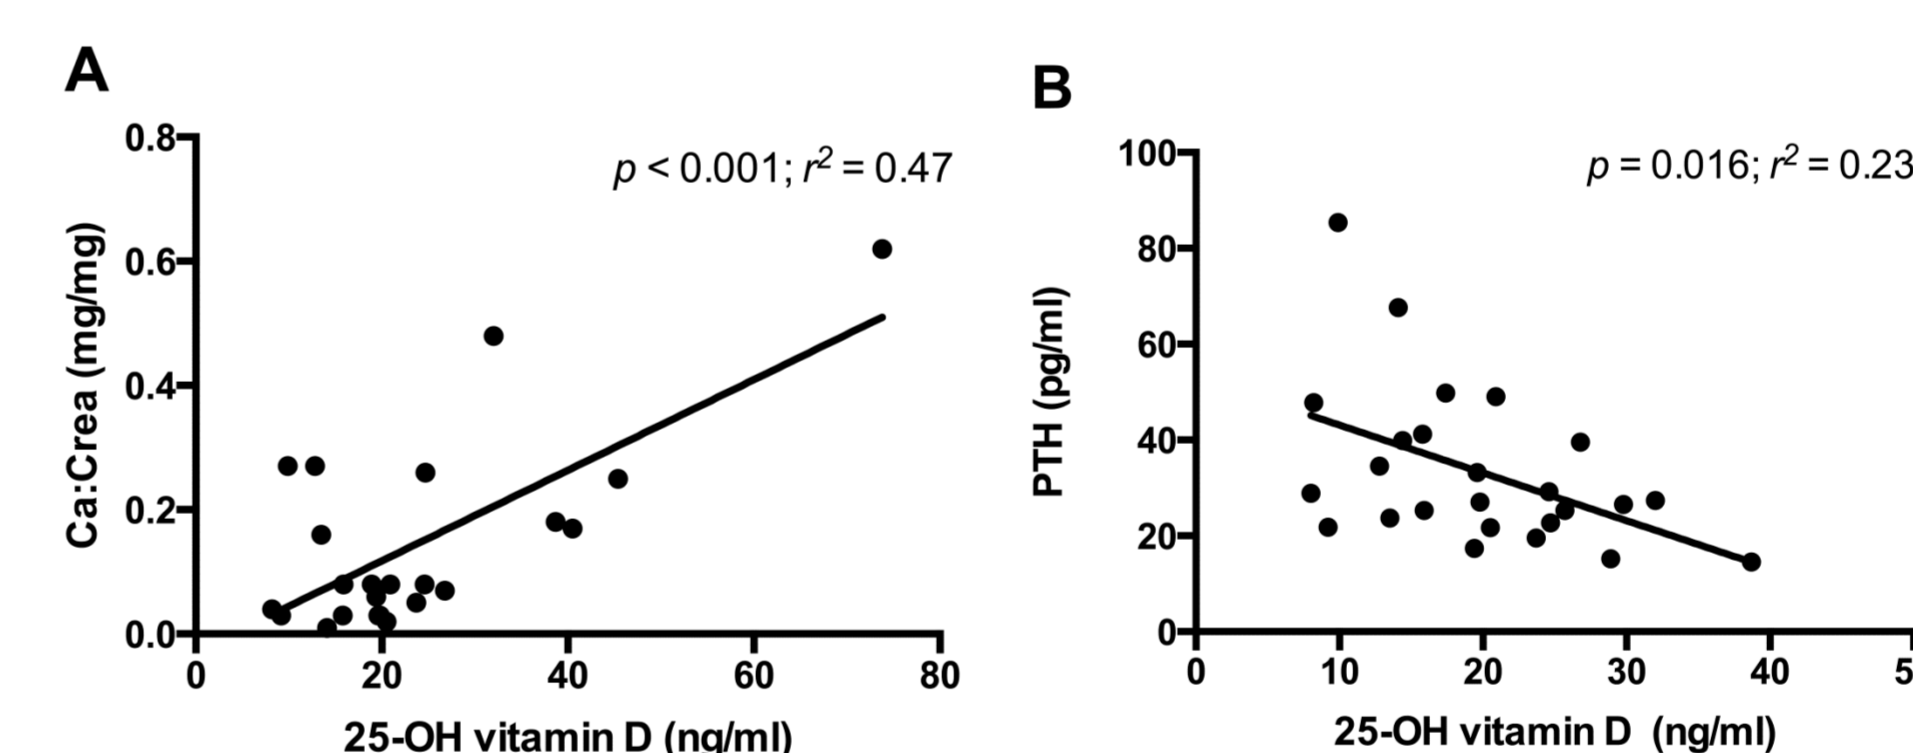 A
p < 0.001; r² = 0.47
Ca:Crea (mg/mg)
0.8
0.6
0.4
0.2
0.0
0 20 40 60 80
25-OH vitamin D (ng/ml)
B
p = 0.016; r² = 0.23
PTH (pg/ml)
100
80
60
40
20
0
0 10 20 30 40 5
25-OH vitamin D (ng/ml)